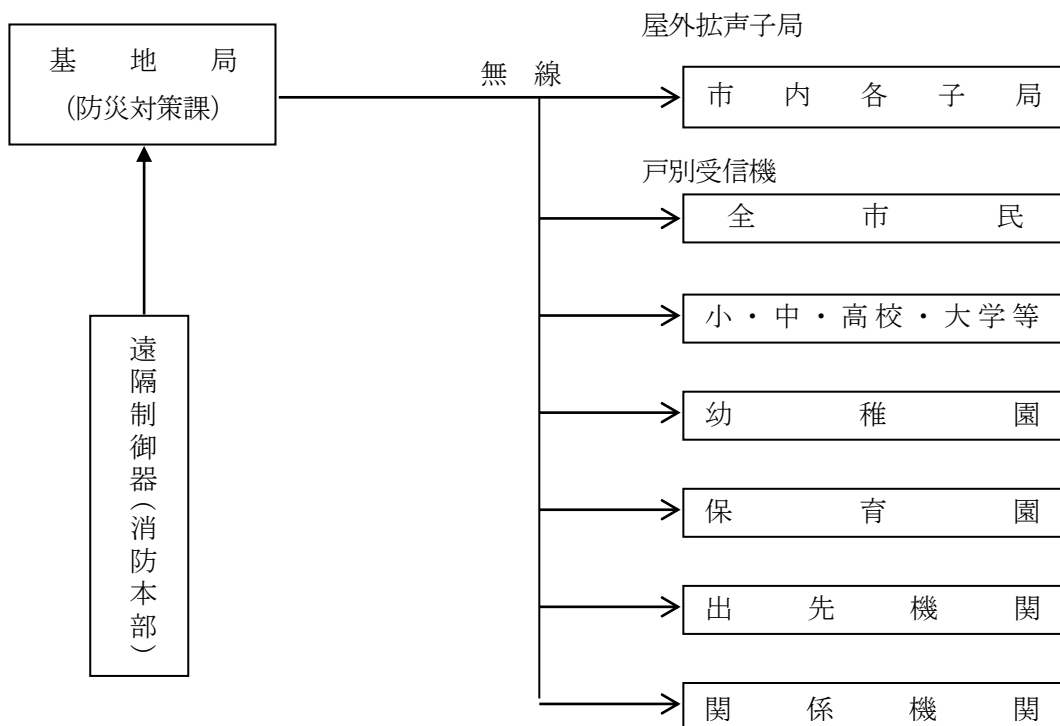 屋外拡声子局
基地局
(防災対策課)
無線
市内各子局
戸別受信機
全市民
小・中・高校・大学等
遠隔制御器(消防本部)
幼稚園
保育園
出先機関
関係機関